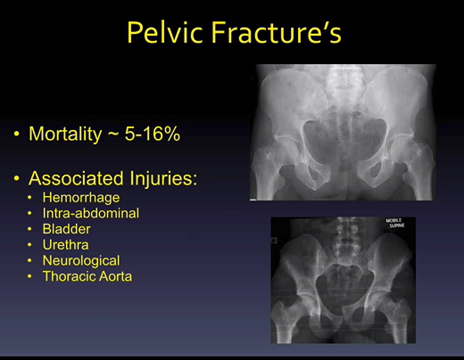 Pelvic Fracture's
• Mortality ~ 5-16%
• Associated Injuries:
• Hemorrhage
• Intra-abdominal
• Bladder
• Urethra
• Neurological
• Thoracic Aorta
MOBILE
SUPINE